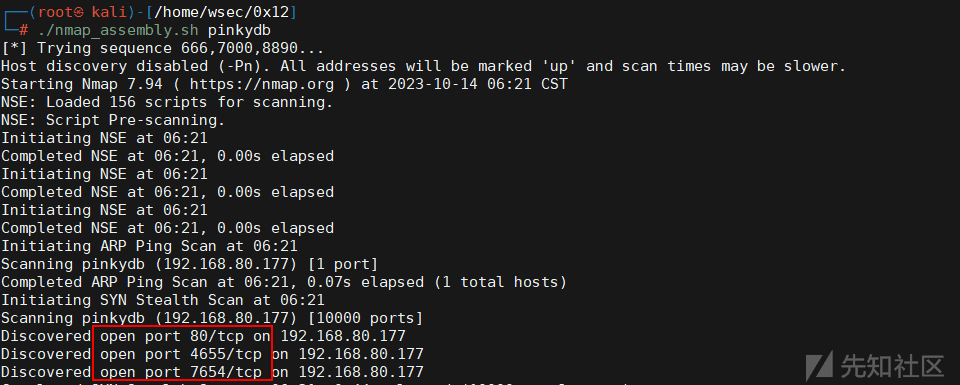 (root㉿ kali)-[/home/wsec/0x12]
# ./nmap_assembly.sh pinkydb
[*] Trying sequence 666,7000,8890...
Host discovery disabled (-Pn). All addresses will be marked 'up' and scan times may be slower.
Starting Nmap 7.94 ( https://nmap.org ) at 2023-10-14 06:21 CST
NSE: Loaded 156 scripts for scanning.
NSE: Script Pre-scanning.
Initiating NSE at 06:21
Completed NSE at 06:21, 0.00s elapsed
Initiating NSE at 06:21
Completed NSE at 06:21, 0.00s elapsed
Initiating NSE at 06:21
Completed NSE at 06:21, 0.00s elapsed
Initiating ARP Ping Scan at 06:21
Scanning pinkydb (192.168.80.177) [1 port]
Completed ARP Ping Scan at 06:21, 0.07s elapsed (1 total hosts)
Initiating SYN Stealth Scan at 06:21
Scanning pinkydb (192.168.80.177) [10000 ports]
Discovered open port 80/tcp on 192.168.80.177
Discovered open port 4655/tcp on 192.168.80.177
Discovered open port 7654/tcp on 192.168.80.177
先知社区